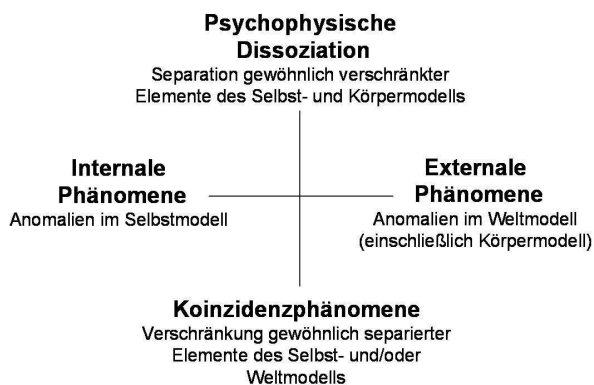 Psychophysische
Dissoziation
Separation gewöhnlich verschränkter
Elemente des Selbst- und Körpermodells
Internale
Phänomene
Anomalien im Selbstmodell
Externale
Phänomene
Anomalien im Weltmodell
(einschließlich Körpermodell)
Koinzidenzphänomene
Verschränkung gewöhnlich separierter
Elemente des Selbst- und/oder
Weltmodells